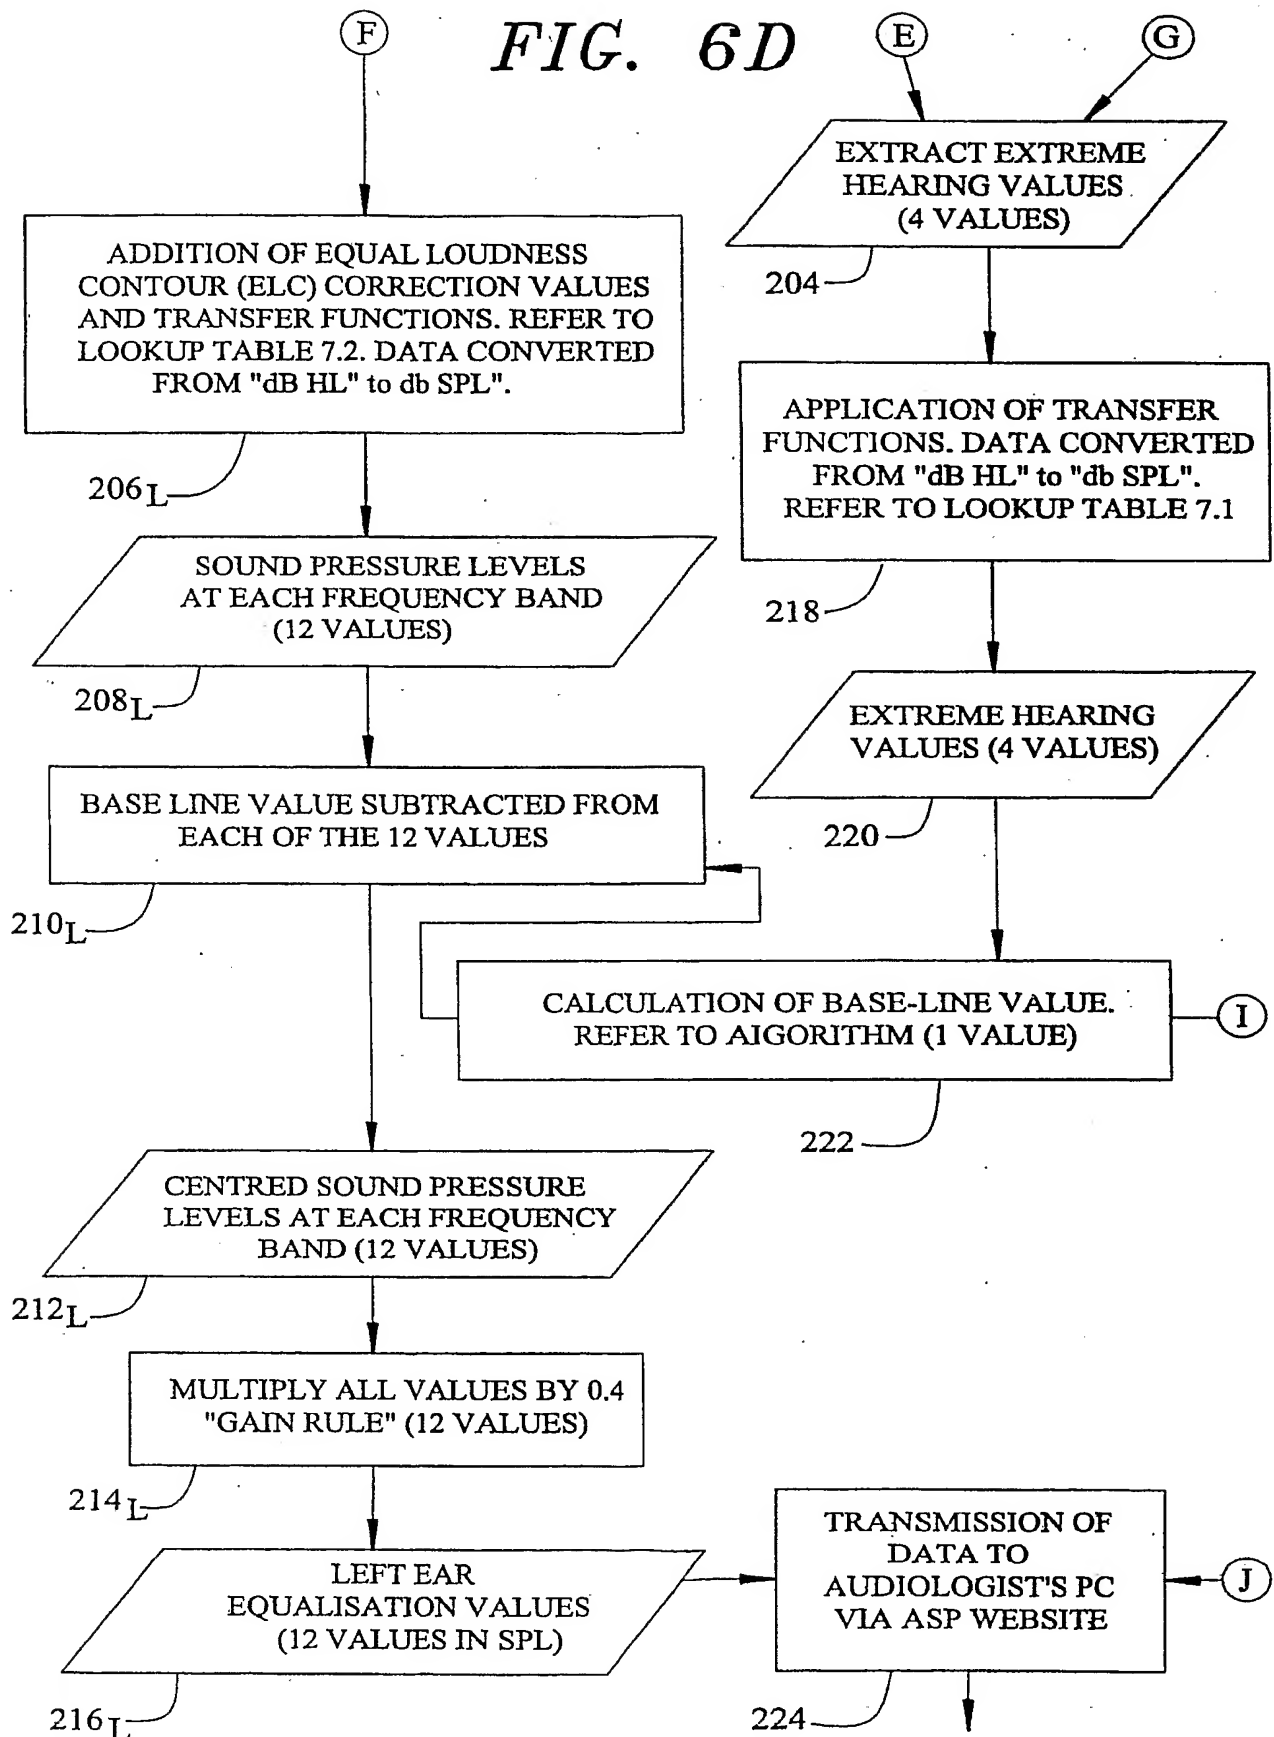 FIG. 6D
F
E
G
EXTRACT EXTREME
HEARING VALUES
(4 VALUES)
204
ADDITION OF EQUAL LOUDNESS
CONTOUR (ELC) CORRECTION VALUES
AND TRANSFER FUNCTIONS. REFER TO
LOOKUP TABLE 7.2. DATA CONVERTED
FROM "dB HL" to db SPL".
206L
APPLICATION OF TRANSFER
FUNCTIONS. DATA CONVERTED
FROM "dB HL" to "db SPL".
REFER TO LOOKUP TABLE 7.1
218
SOUND PRESSURE LEVELS
AT EACH FREQUENCY BAND
(12 VALUES)
208L
EXTREME HEARING
VALUES (4 VALUES)
220
BASE LINE VALUE SUBTRACTED FROM
EACH OF THE 12 VALUES
210L
CALCULATION OF BASE-LINE VALUE.
REFER TO AIGORITHM (1 VALUE)
I
222
CENTRED SOUND PRESSURE
LEVELS AT EACH FREQUENCY
BAND (12 VALUES)
212L
MULTIPLY ALL VALUES BY 0.4
"GAIN RULE" (12 VALUES)
214L
LEFT EAR
EQUALISATION VALUES
(12 VALUES IN SPL)
216L
TRANSMISSION OF
DATA TO
AUDIOLOGIST'S PC
VIA ASP WEBSITE
J
224